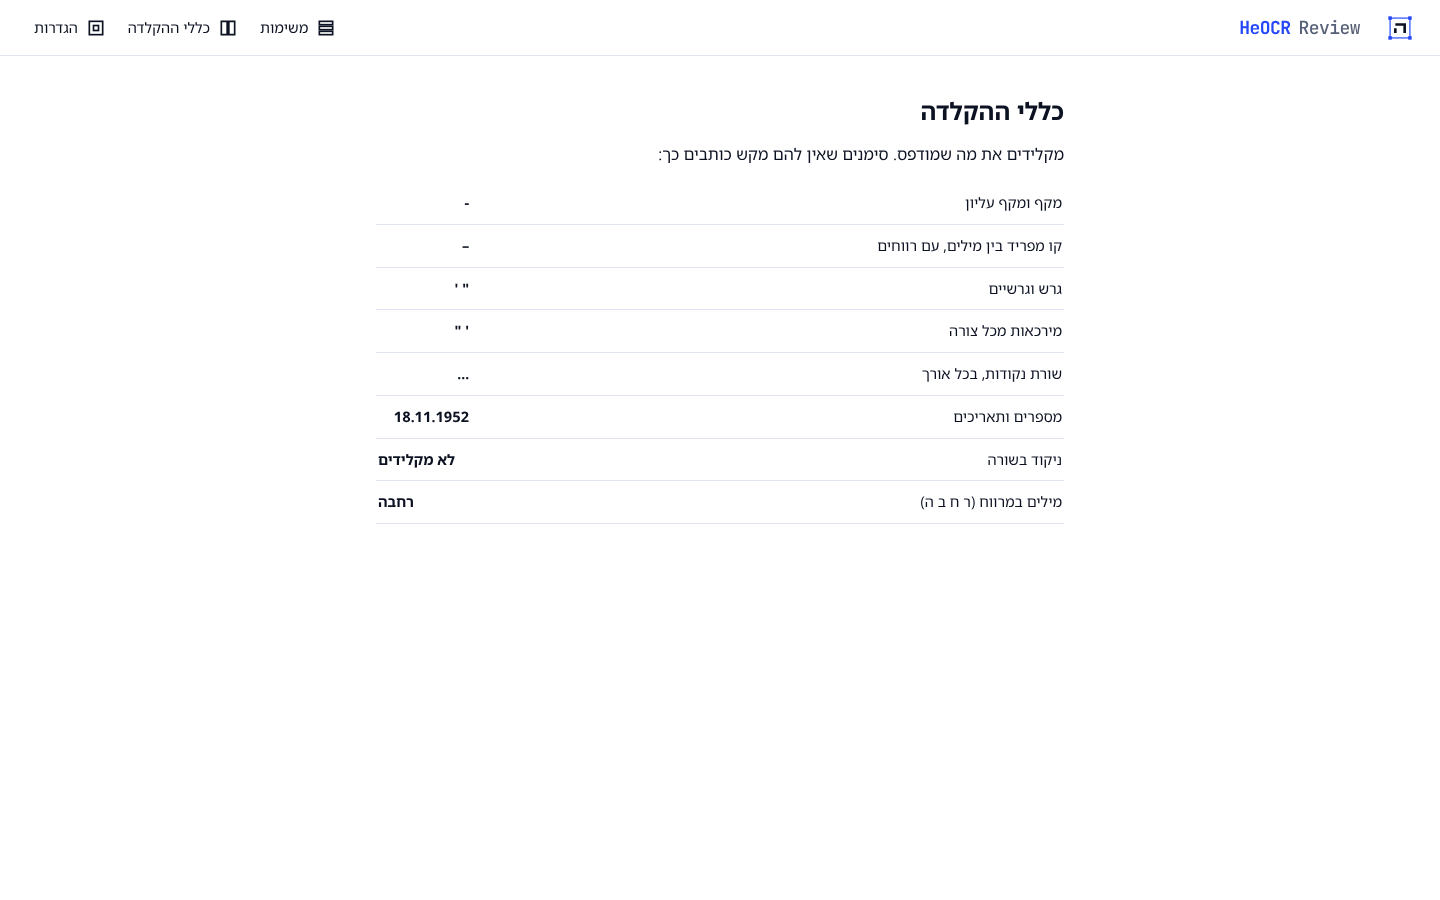 ה HeOCR Review
משימות
כללי ההקלדה
הגדרות
כללי ההקלדה
מקלידים את מה שמודפס. סימנים שאין להם מקש כותבים כך:
מקף ומקף עליון -
קו מפריד בין מילים, עם רווחים –
גרש וגרשיים ' "
מירכאות מכל צורה " '
שורת נקודות, בכל אורך ...
מספרים ותאריכים 18.11.1952
ניקוד בשורה לא מקלידים
מילים במרווח (ר ח ב ה) רחבה